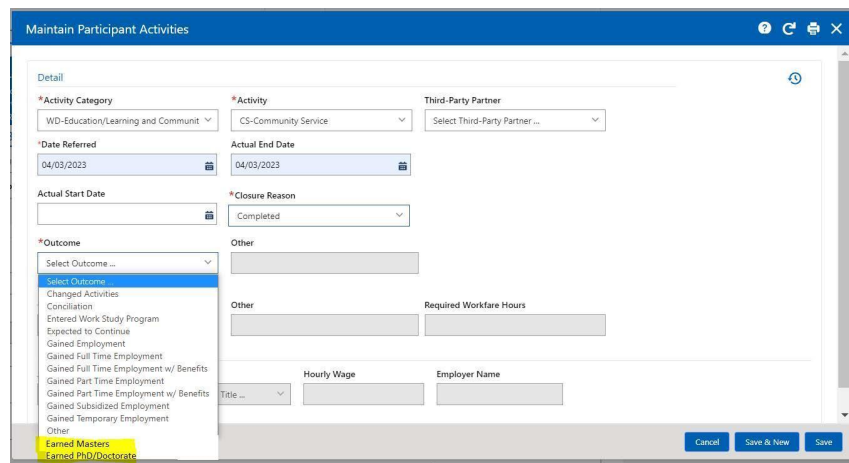 Maintain Participant Activities
Detail
*Activity Category
*Activity
Third-Party Partner
WD-Education/Learning and Communit
CS-Community Service
Select Third-Party Partner ...
*Date Referred
Actual End Date
04/03/2023
04/03/2023
Actual Start Date
*Closure Reason
Completed
*Outcome
Other
Select Outcome ...
Select Outcome ...
Changed Activities
Conciliation
Entered Work Study Program
Expected to Continue
Gained Employment
Gained Full Time Employment
Gained Full Time Employment w/ Benefits
Gained Part Time Employment
Gained Part Time Employment w/ Benefits
Gained Subsidized Employment
Gained Temporary Employment
Other
Earned Masters
Earned PhD/Doctorate
Other
Required Workfare Hours
Title ...
Hourly Wage
Employer Name
Cancel
Save & New
Save